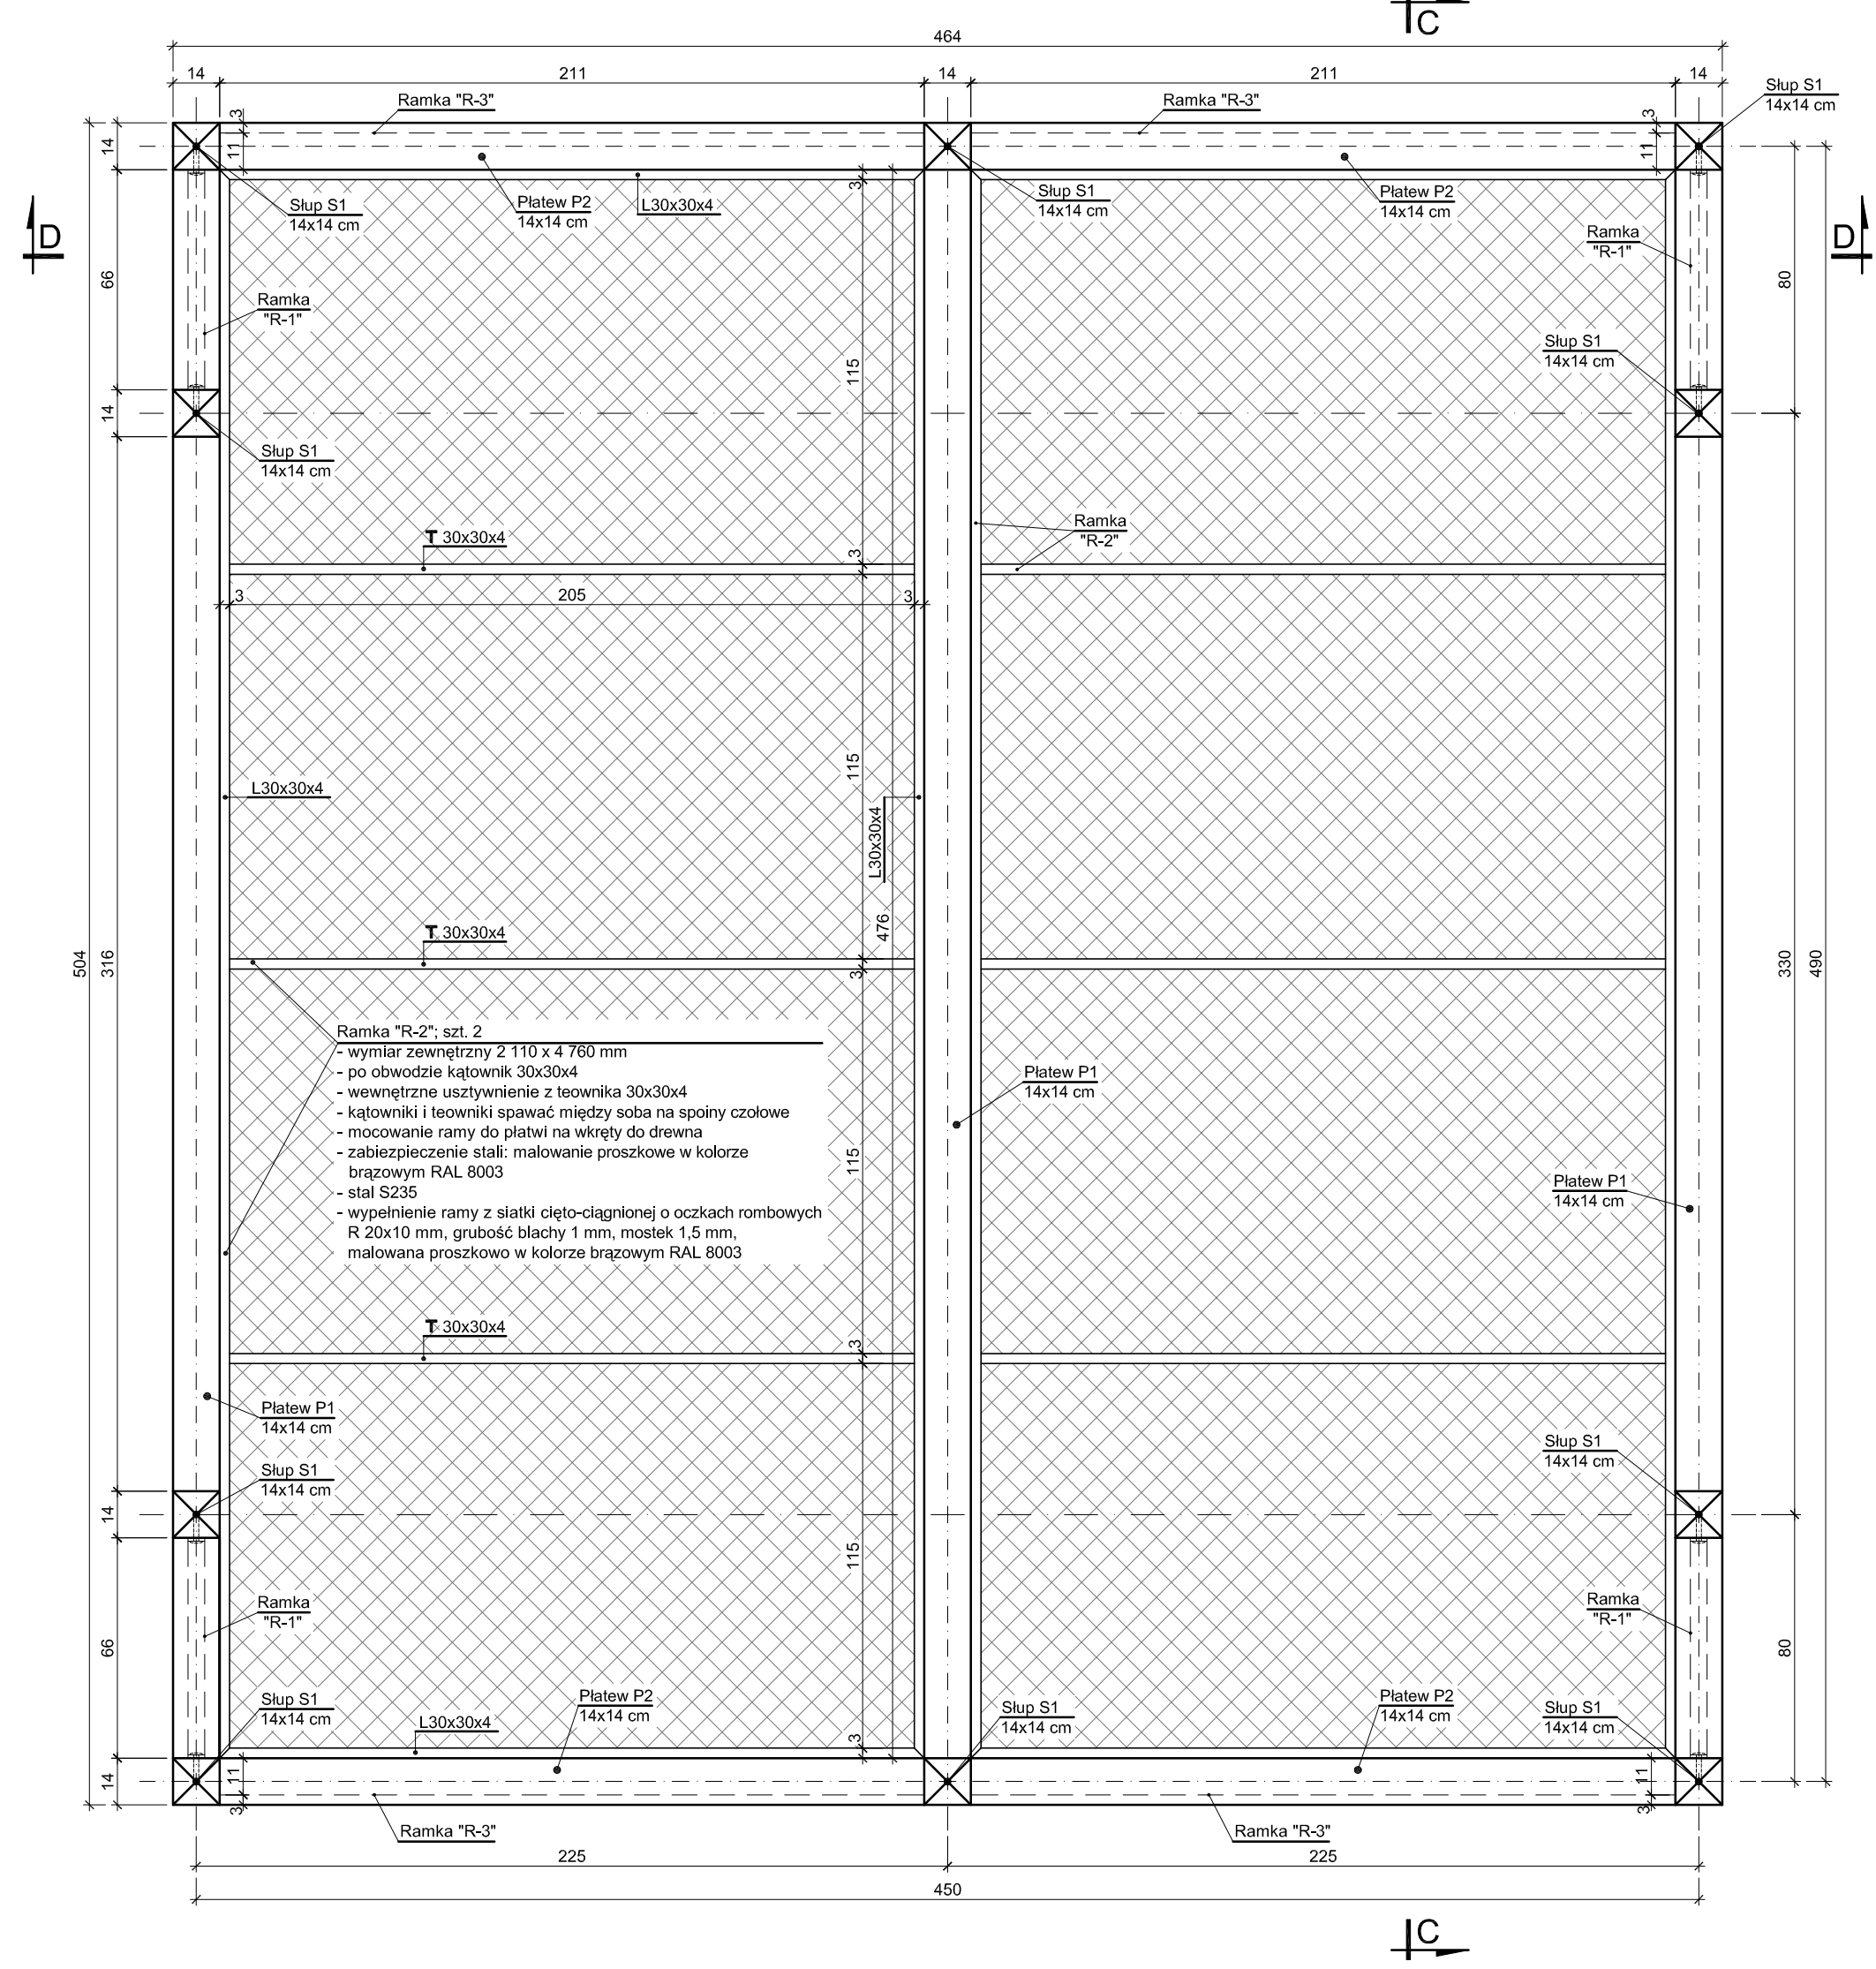 C
464
14
211
14
211
14
Ramka "R-3"
Ramka "R-3"
Słup S1
14x14 cm
3
3
14
11
11
Słup S1
14x14 cm
Płatew P2
14x14 cm
L30x30x4
3
Słup S1
14x14 cm
Płatew P2
14x14 cm
D
D
Ramka
"R-1"
66
80
Ramka
"R-1"
Słup S1
14x14 cm
115
14
Słup S1
14x14 cm
T 30x30x4
Ramka
"R-2"
3
3
205
3
115
L30x30x4
L30x30x4
476
T 30x30x4
3
504
316
330
490
Ramka "R-2"; szt. 2
- wymiar zewnętrzny 2 110 x 4 760 mm
- po obwodzie kątownik 30x30x4
- wewnętrzne usztywnienie z teownika 30x30x4
- kątowniki i teowniki spawać między soba na spoiny czołowe
- mocowanie ramy do płatwi na wkręty do drewna
- zabiezpieczenie stali: malowanie proszkowe w kolorze
brązowym RAL 8003
- stal S235
- wypełnienie ramy z siatki cięto-ciągnionej o oczkach rombowych
R 20x10 mm, grubość blachy 1 mm, mostek 1,5 mm,
malowana proszkowo w kolorze brązowym RAL 8003
Płatew P1
14x14 cm
115
Płatew P1
14x14 cm
T 30x30x4
3
Płatew P1
14x14 cm
Słup S1
14x14 cm
Słup S1
14x14 cm
14
115
Ramka
"R-1"
Ramka
"R-1"
66
80
Słup S1
14x14 cm
L30x30x4
Płatew P2
14x14 cm
Słup S1
14x14 cm
Płatew P2
14x14 cm
Słup S1
14x14 cm
3
14
11
11
3
3
Ramka "R-3"
Ramka "R-3"
225
225
450
C